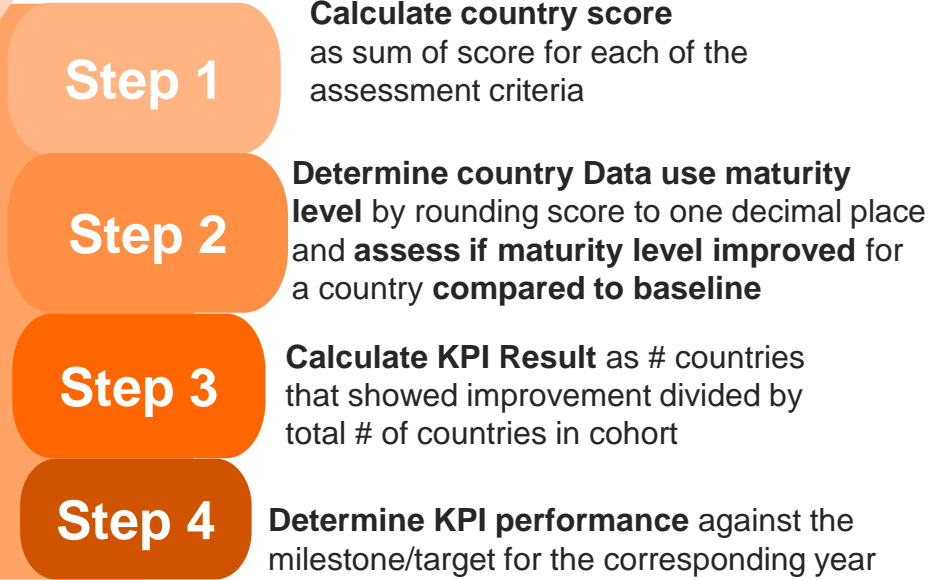 Step 1
Calculate country score
as sum of score for each of the
assessment criteria
Step 2
Determine country Data use maturity
level by rounding score to one decimal place
and assess if maturity level improved for
a country compared to baseline
Step 3
Calculate KPI Result as # countries
that showed improvement divided by
total # of countries in cohort
Step 4
Determine KPI performance against the
milestone/target for the corresponding year